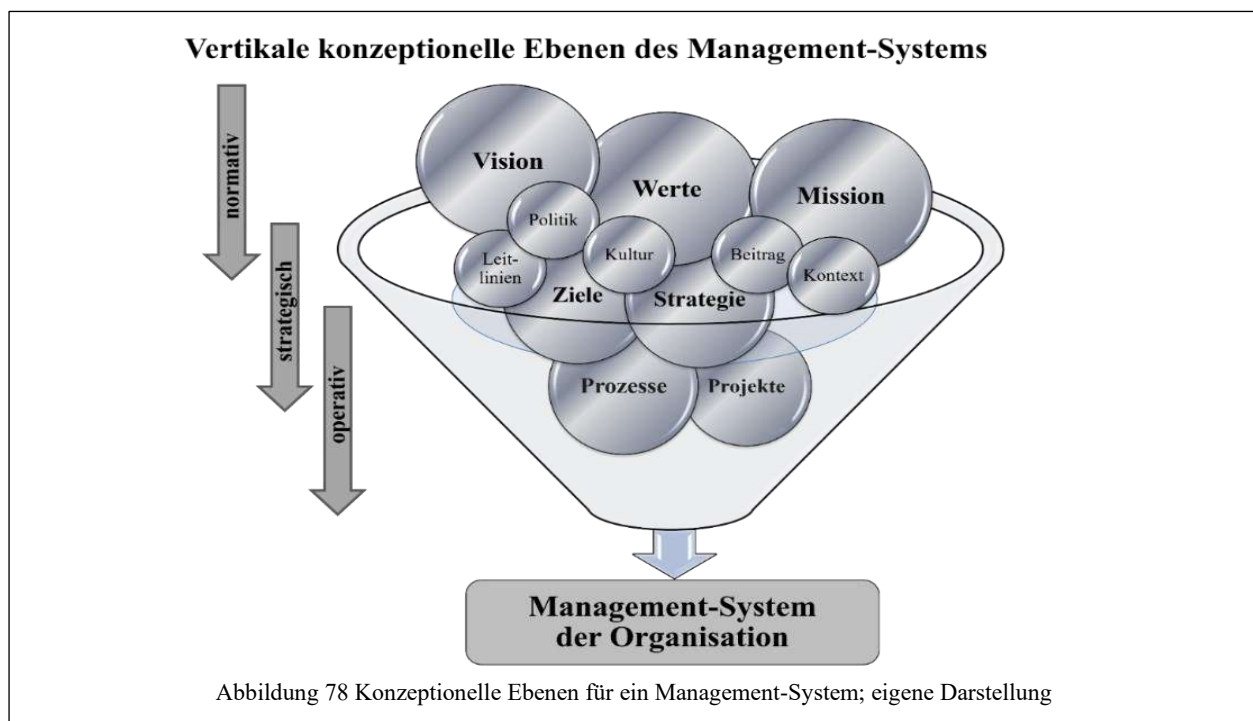 Vertikale konzeptionelle Ebenen des Management-Systems
normativ
strategisch
operativ
Vision
Werte
Mission
Politik
Kultur
Beitrag
Leit-
linien
Kontext
Ziele
Strategie
Prozesse
Projekte
Management-System
der Organisation
Abbildung 78 Konzeptionelle Ebenen für ein Management-System; eigene Darstellung